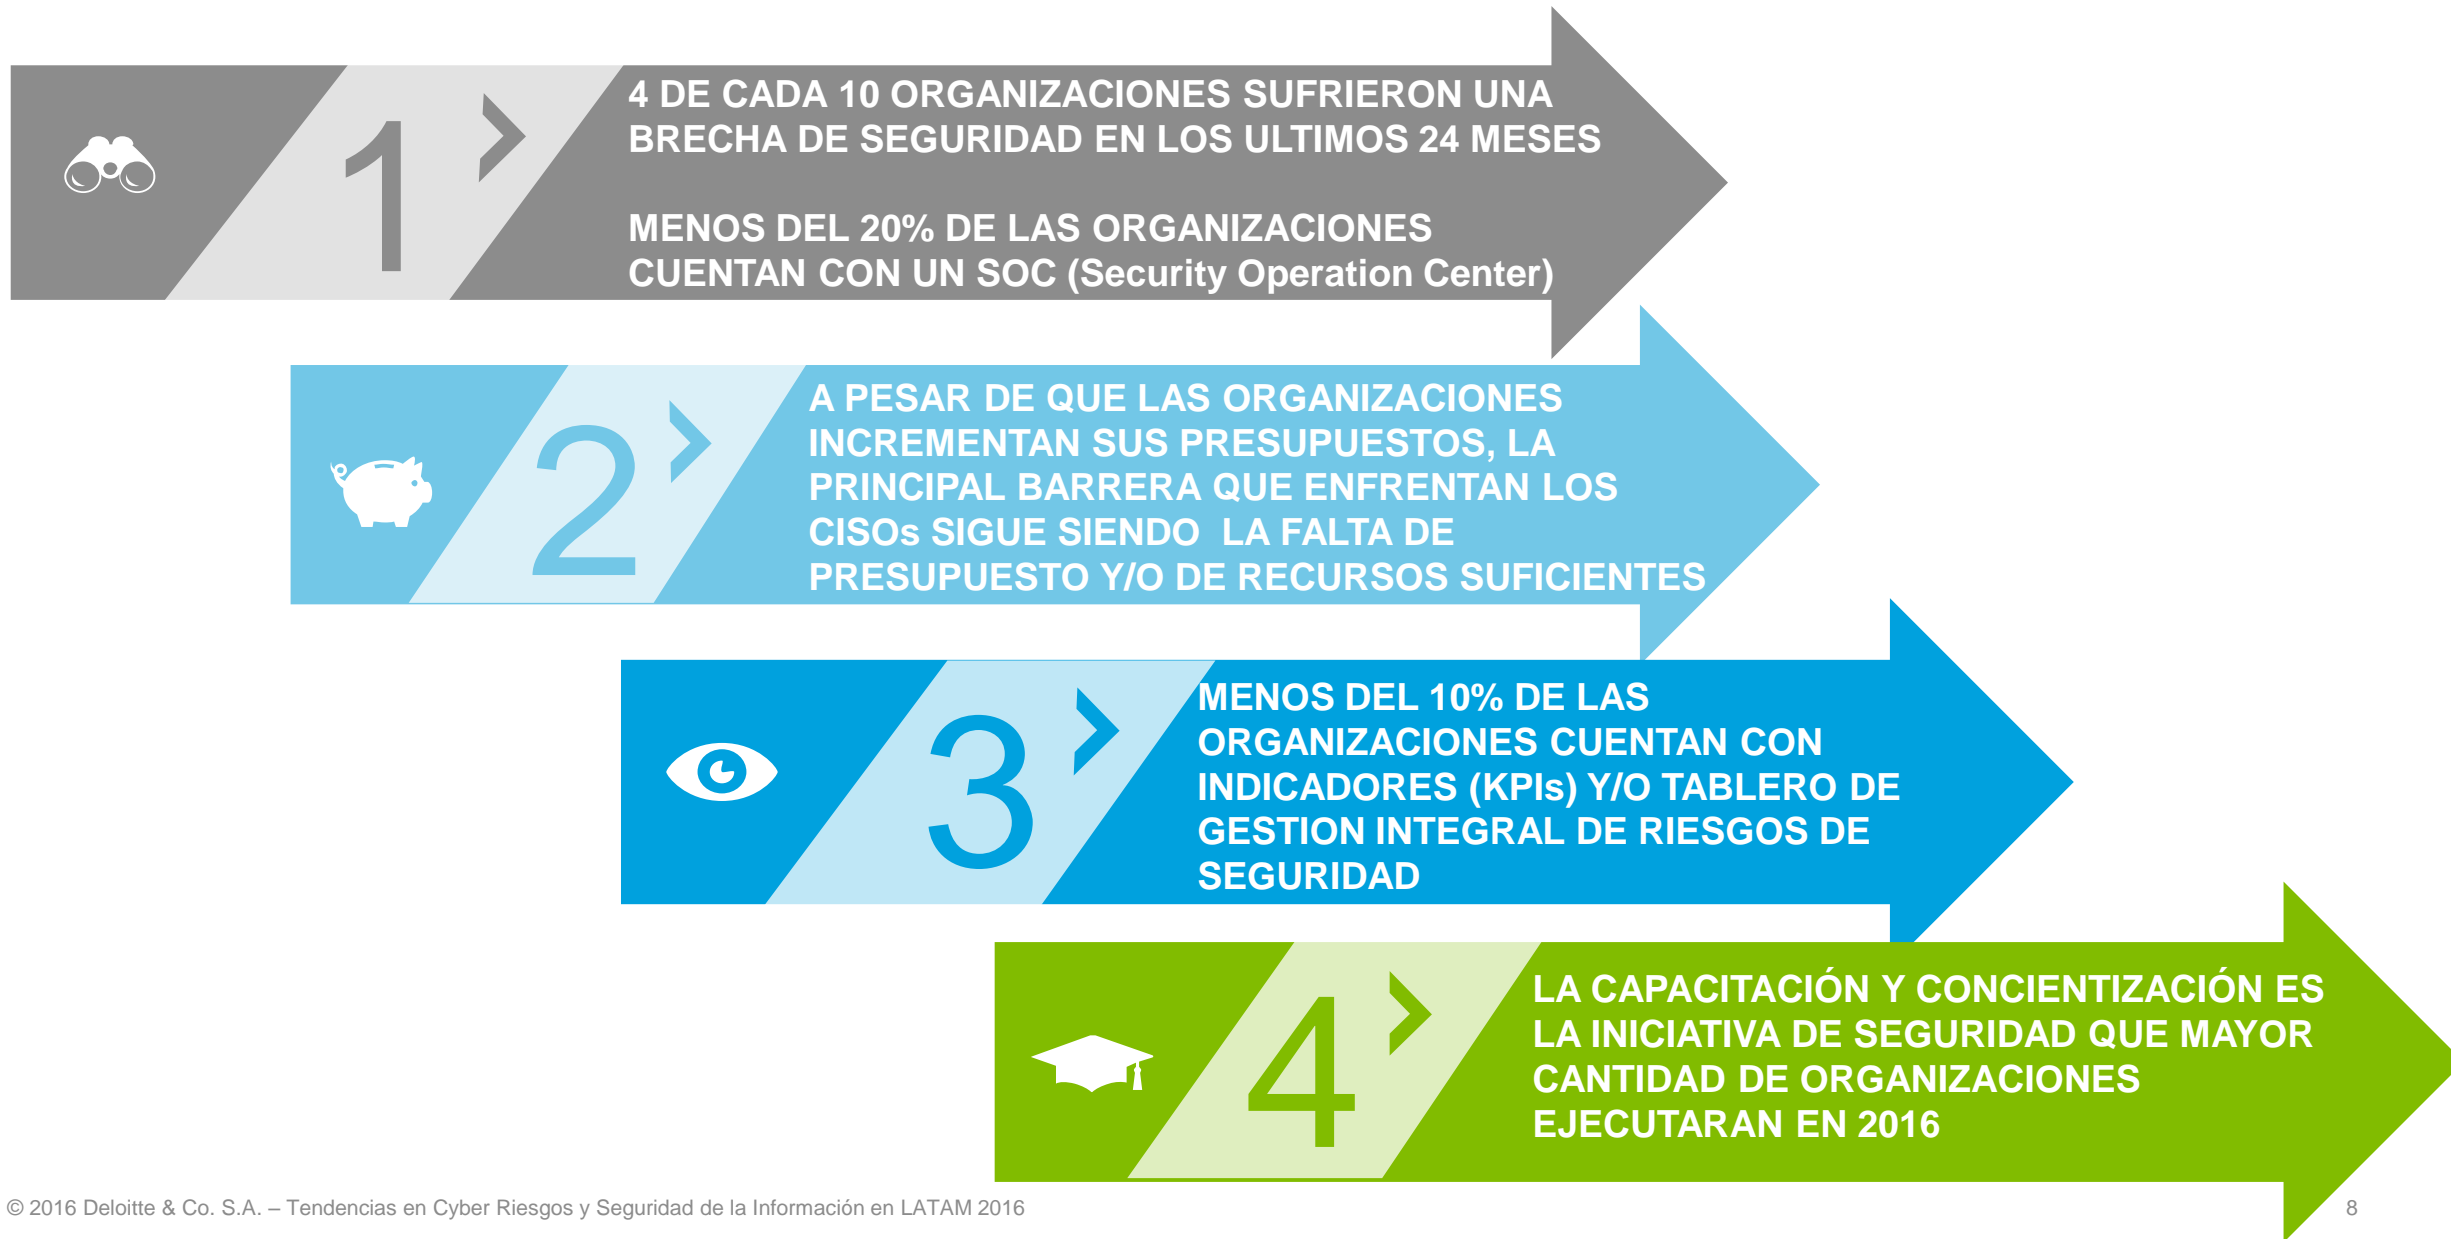 1
4 DE CADA 10 ORGANIZACIONES SUFRIERON UNA
BRECHA DE SEGURIDAD EN LOS ULTIMOS 24 MESES
MENOS DEL 20% DE LAS ORGANIZACIONES
CUENTAN CON UN SOC (Security Operation Center)
2
A PESAR DE QUE LAS ORGANIZACIONES
INCREMENTAN SUS PRESUPUESTOS, LA
PRINCIPAL BARRERA QUE ENFRENTAN LOS
CISOs SIGUE SIENDO  LA FALTA DE
PRESUPUESTO Y/O DE RECURSOS SUFICIENTES
3
MENOS DEL 10% DE LAS
ORGANIZACIONES CUENTAN CON
INDICADORES (KPIs) Y/O TABLERO DE
GESTION INTEGRAL DE RIESGOS DE
SEGURIDAD
4
LA CAPACITACIÓN Y CONCIENTIZACIÓN ES
LA INICIATIVA DE SEGURIDAD QUE MAYOR
CANTIDAD DE ORGANIZACIONES
EJECUTARAN EN 2016
© 2016 Deloitte & Co. S.A. – Tendencias en Cyber Riesgos y Seguridad de la Información en LATAM 2016
8